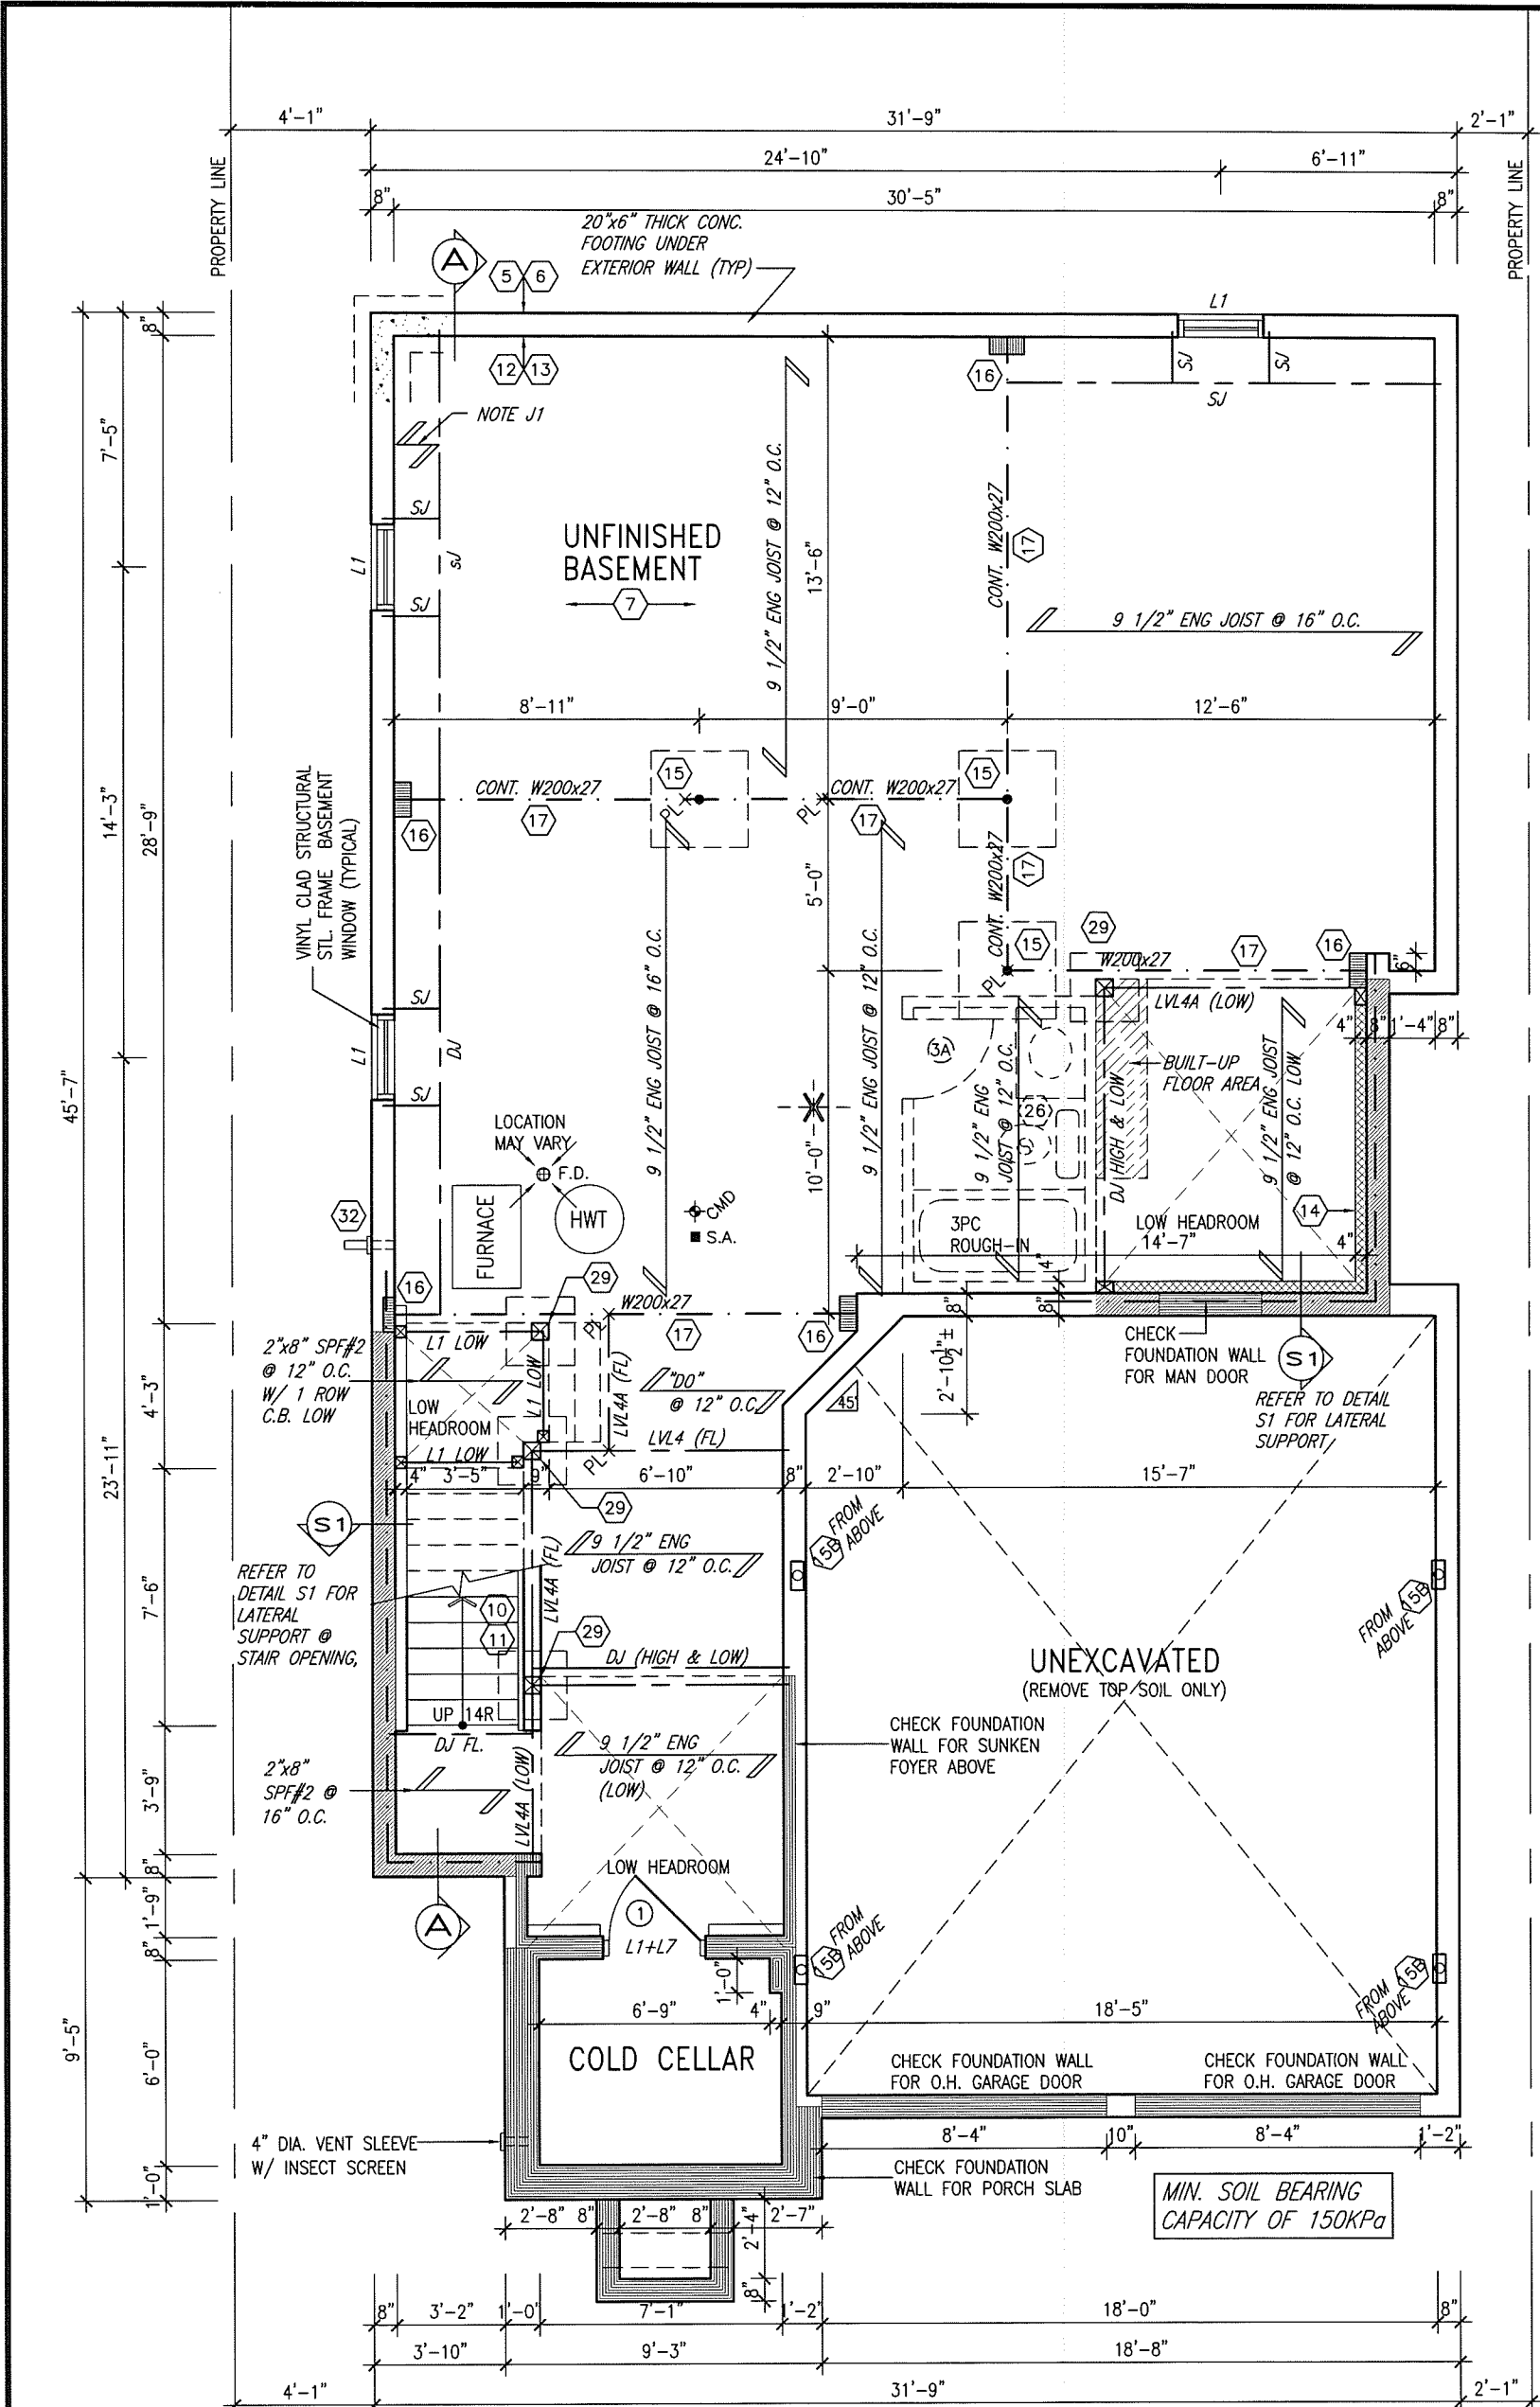 4'-1"
31'-9"
2'-1"
24'-10"
6'-11"
8"
30'-5"
8"
PROPERTY LINE
PROPERTY LINE
20"x6" THICK CONC.
FOOTING UNDER
EXTERIOR WALL (TYP)
A
5
6
L1
8"
12
13
16
SJ
SJ
SJ
NOTE J1
7'-5"
9 1/2" ENG JOIST @ 12" O.C.
CONT. W200x27
17
SJ
UNFINISHED
BASEMENT
13'-6"
L1
SJ
7
SJ
9 1/2" ENG JOIST @ 16" O.C.
8'-11"
9'-0"
12'-6"
14'-3"
28'-9"
VINYL CLAD STRUCTURAL
STL. FRAME BASEMENT
WINDOW (TYPICAL)
CONT. W200x27
15
CONT. W200x27
15
16
17
PL
PL
17
CONT. W200x27
17
5'-0"
9 1/2" ENG JOIST @ 16" O.C.
9 1/2" ENG JOIST @ 12" O.C.
15
29
17
16
W200x27
6"
PL
LVL4A (LOW)
SJ
L1
DJ
SJ
4"
8"
1'-4"
8"
3A
9 1/2" ENG
JOIST @ 12" O.C.
26
BUILT-UP
FLOOR AREA
9 1/2" ENG JOIST
@ 12" O.C. LOW
DJ HIGH & LOW
45'-7"
LOCATION
MAY VARY
F.D.
10'-0"
32
FURNACE
HWT
CMD
S.A.
3PC
ROUGH-IN
LOW HEADROOM
14
14'-7"
4"
4"
16
29
W200x27
PL
17
16
8"
8"
2'-10 1/2"±
CHECK
FOUNDATION WALL
FOR MAN DOOR
S1
REFER TO DETAIL
S1 FOR LATERAL
SUPPORT
2"x8" SPF#2
@ 12" O.C.
W/ 1 ROW
C.B. LOW
L1 LOW
L1 LOW
LOW
HEADROOM
L1 LOW
LVL4A (FL)
"DO"
@ 12" O.C.
45
LVL4 (FL)
PL
4'-3"
4"
3'-5"
9"
6'-10"
8"
2'-10"
15'-7"
23'-11"
S1
29
FROM
ABOVE
15B
9 1/2" ENG
JOIST @ 12" O.C.
LVL4A (FL)
REFER TO
DETAIL S1 FOR
LATERAL
SUPPORT @
STAIR OPENING,
7'-6"
10
11
29
15B
FROM
ABOVE
DJ (HIGH & LOW)
UNEXCAVATED
(REMOVE TOP SOIL ONLY)
UP 14R
DJ FL.
CHECK FOUNDATION
WALL FOR SUNKEN
FOYER ABOVE
9 1/2" ENG
JOIST @ 12" O.C.
(LOW)
2"x8"
SPF#2 @
16" O.C.
LVL4A (LOW)
3'-9"
8"
LOW HEADROOM
A
1'-9"
1
L1+L7
8"
15B
FROM
ABOVE
15B
FROM
ABOVE
1'-0"
6'-9"
4"
9"
18'-5"
9'-5"
6'-0"
COLD CELLAR
CHECK FOUNDATION WALL
FOR O.H. GARAGE DOOR
CHECK FOUNDATION WALL
FOR O.H. GARAGE DOOR
4" DIA. VENT SLEEVE
W/ INSECT SCREEN
8'-4"
10"
8'-4"
1'-2"
CHECK FOUNDATION
WALL FOR PORCH SLAB
1'-0"
MIN. SOIL BEARING
CAPACITY OF 150KPa
2'-8"
8"
2'-8"
8"
2'-7"
2'-4"
8"
8"
3'-2"
1'-0"
7'-1"
1'-2"
18'-0"
8"
3'-10"
9'-3"
18'-8"
4'-1"
31'-9"
2'-1"